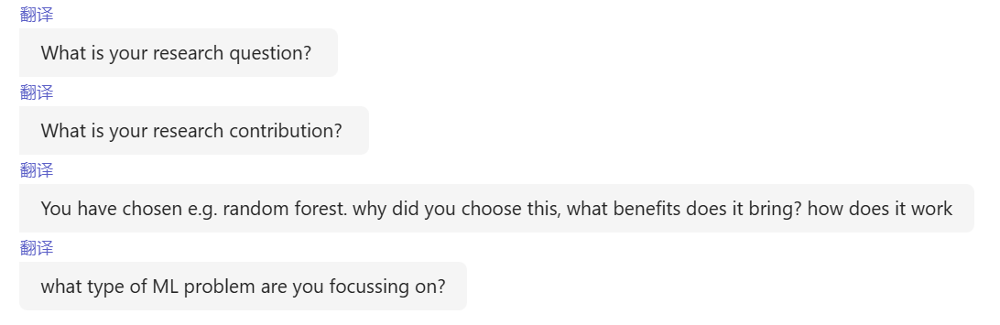 翻译
What is your research question?
翻译
What is your research contribution?
翻译
You have chosen e.g. random forest. why did you choose this, what benefits does it bring? how does it work
翻译
what type of ML problem are you focussing on?